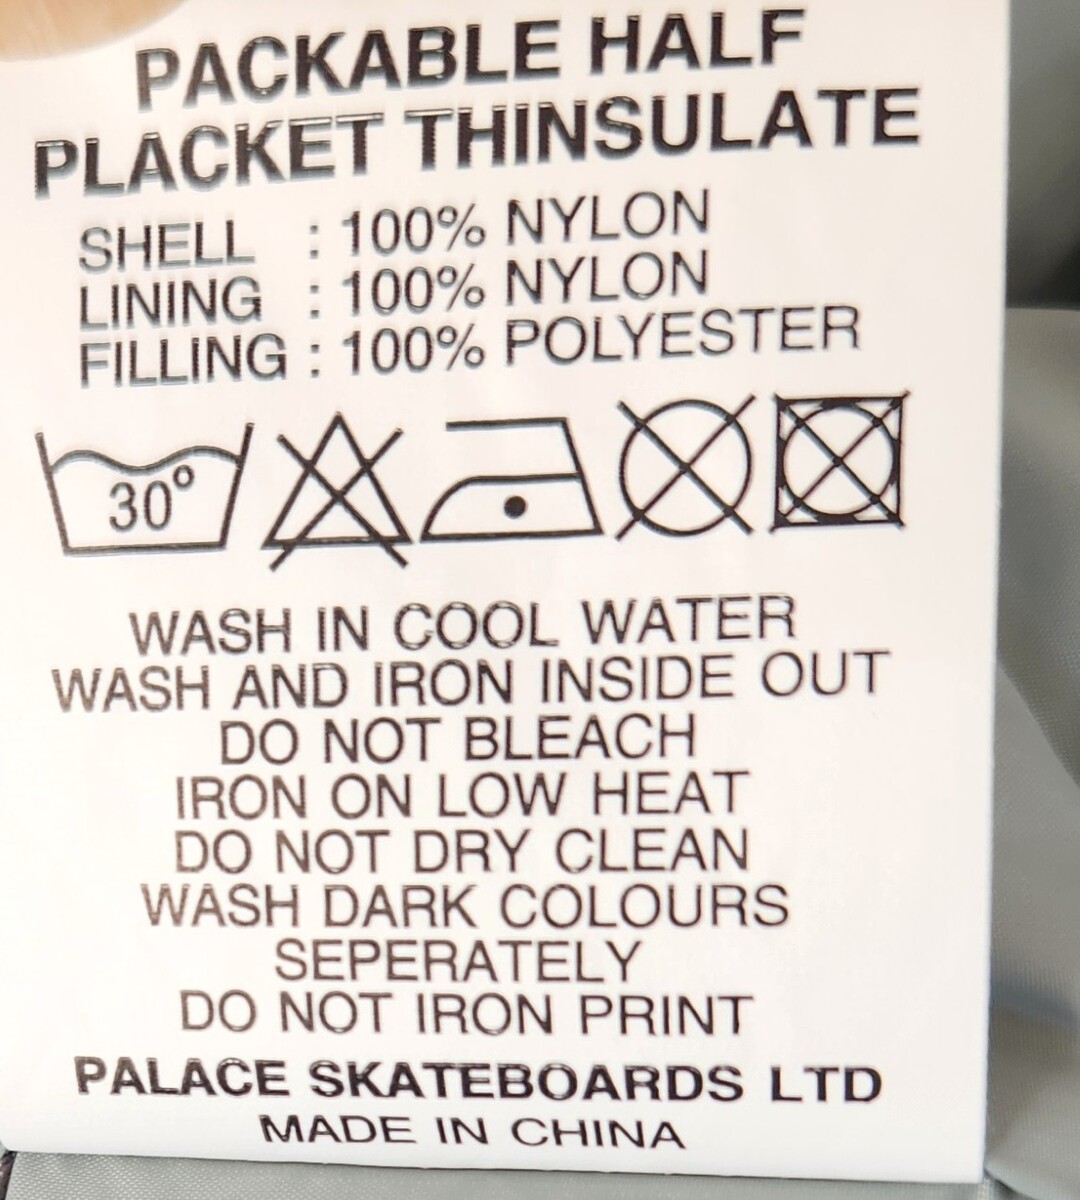 PACKABLE HALF
PLACKET THINSULATE
SHELL : 100% NYLON
LINING : 100% NYLON
FILLING : 100% POLYESTER
30°
WASH IN COOL WATER
WASH AND IRON INSIDE OUT
DO NOT BLEACH
IRON ON LOW HEAT
DO NOT DRY CLEAN
WASH DARK COLOURS
SEPERATELY
DO NOT IRON PRINT
PALACE SKATEBOARDS LTD
MADE IN CHINA